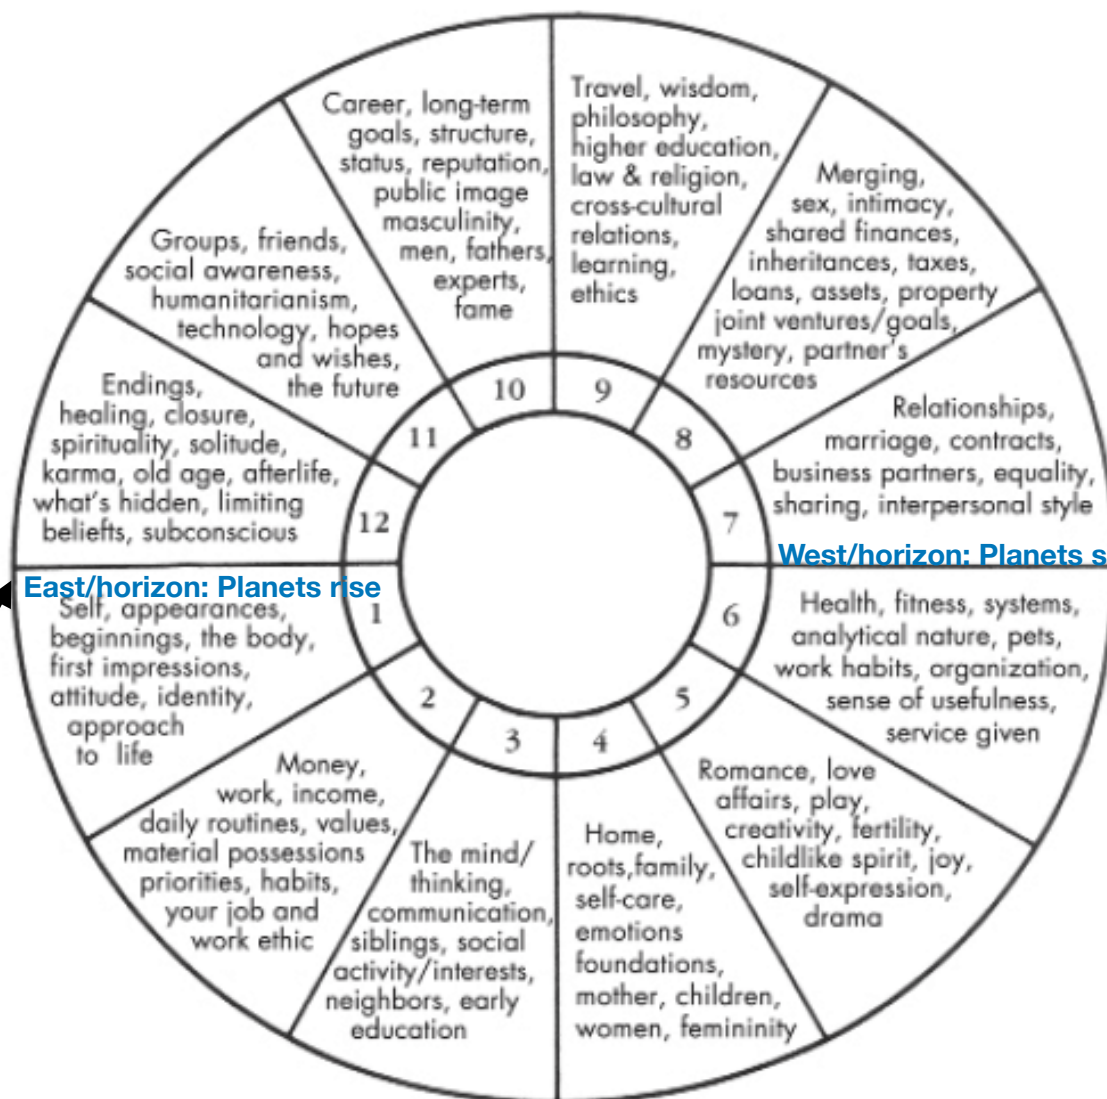 Career, long-term
goals, structure,
status, reputation,
public image
masculinity,
men, fathers,
experts,
fame
10
Travel, wisdom,
philosophy,
higher education,
law & religion,
cross-cultural
relations,
learning,
ethics
9
Merging,
sex, intimacy,
shared finances,
inheritances, taxes,
loans, assets, property
joint ventures/goals,
mystery, partner's
resources
8
Relationships,
marriage, contracts,
business partners, equality,
sharing, interpersonal style
7
West/horizon: Planets s
Health, fitness, systems,
analytical nature, pets,
work habits, organization,
sense of usefulness,
service given
6
Romance, love
affairs, play,
creativity, fertility,
childlike spirit, joy,
self-expression,
drama
5
Home,
roots,family,
self-care,
emotions
foundations,
mother, children,
women, femininity
4
The mind/
thinking,
communication,
siblings, social
activity/interests,
neighbors, early
education
3
Money,
work, income,
daily routines, values,
material possessions
priorities, habits,
your job and
work ethic
2
East/horizon: Planets rise
Self, appearances,
beginnings, the body,
first impressions,
attitude, identity,
approach
to life
1
Endings,
healing, closure,
spirituality, solitude,
karma, old age, afterlife,
what's hidden, limiting
beliefts, subconscious
12
Groups, friends,
social awareness,
humanitarianism,
technology, hopes
and wishes,
the future
11